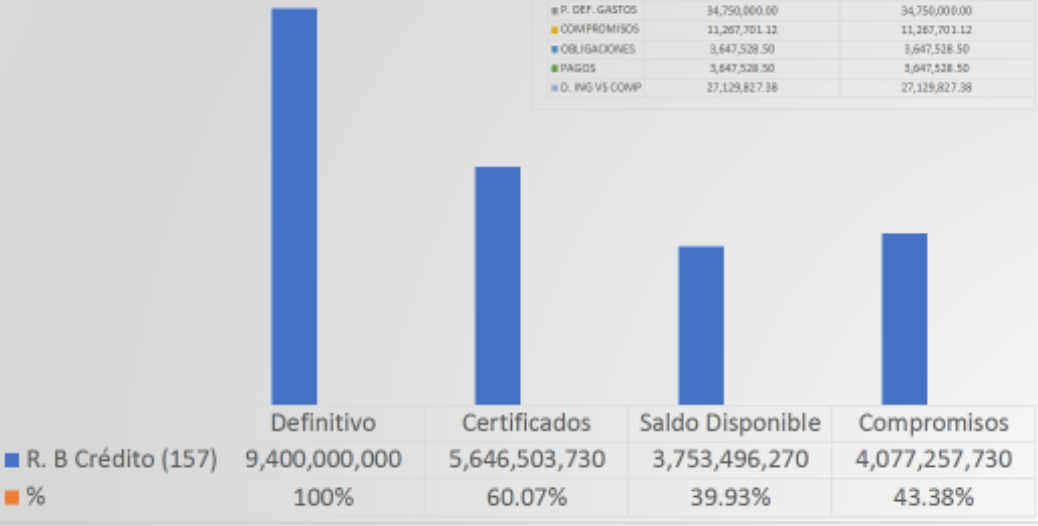 P. DEF. GASTOS 34,750,000.00 34,750,000.00
COMPROMISOS 11,267,701.12 11,267,701.12
OBLIGACIONES 3,647,528.50 3,647,528.50
PAGOS 3,647,528.50 3,647,528.50
D. ING VS COMP 27,129,827.38 27,129,827.38
Definitivo Certificados Saldo Disponible Compromisos
R. B Crédito (157) 9,400,000,000 5,646,503,730 3,753,496,270 4,077,257,730
% 100% 60.07% 39.93% 43.38%